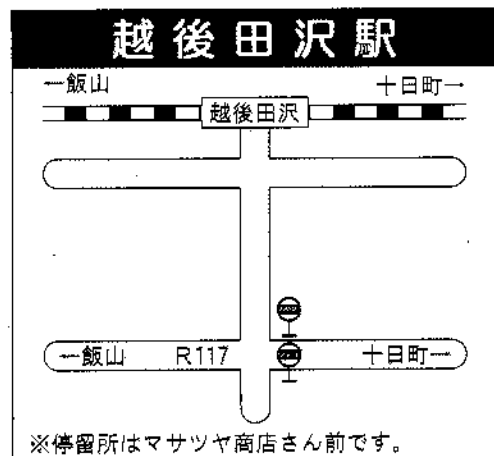 越後田沢駅
←飯山 十日町→
越後田沢
←飯山 R117 十日町→
※停留所はマサツヤ商店さん前です。